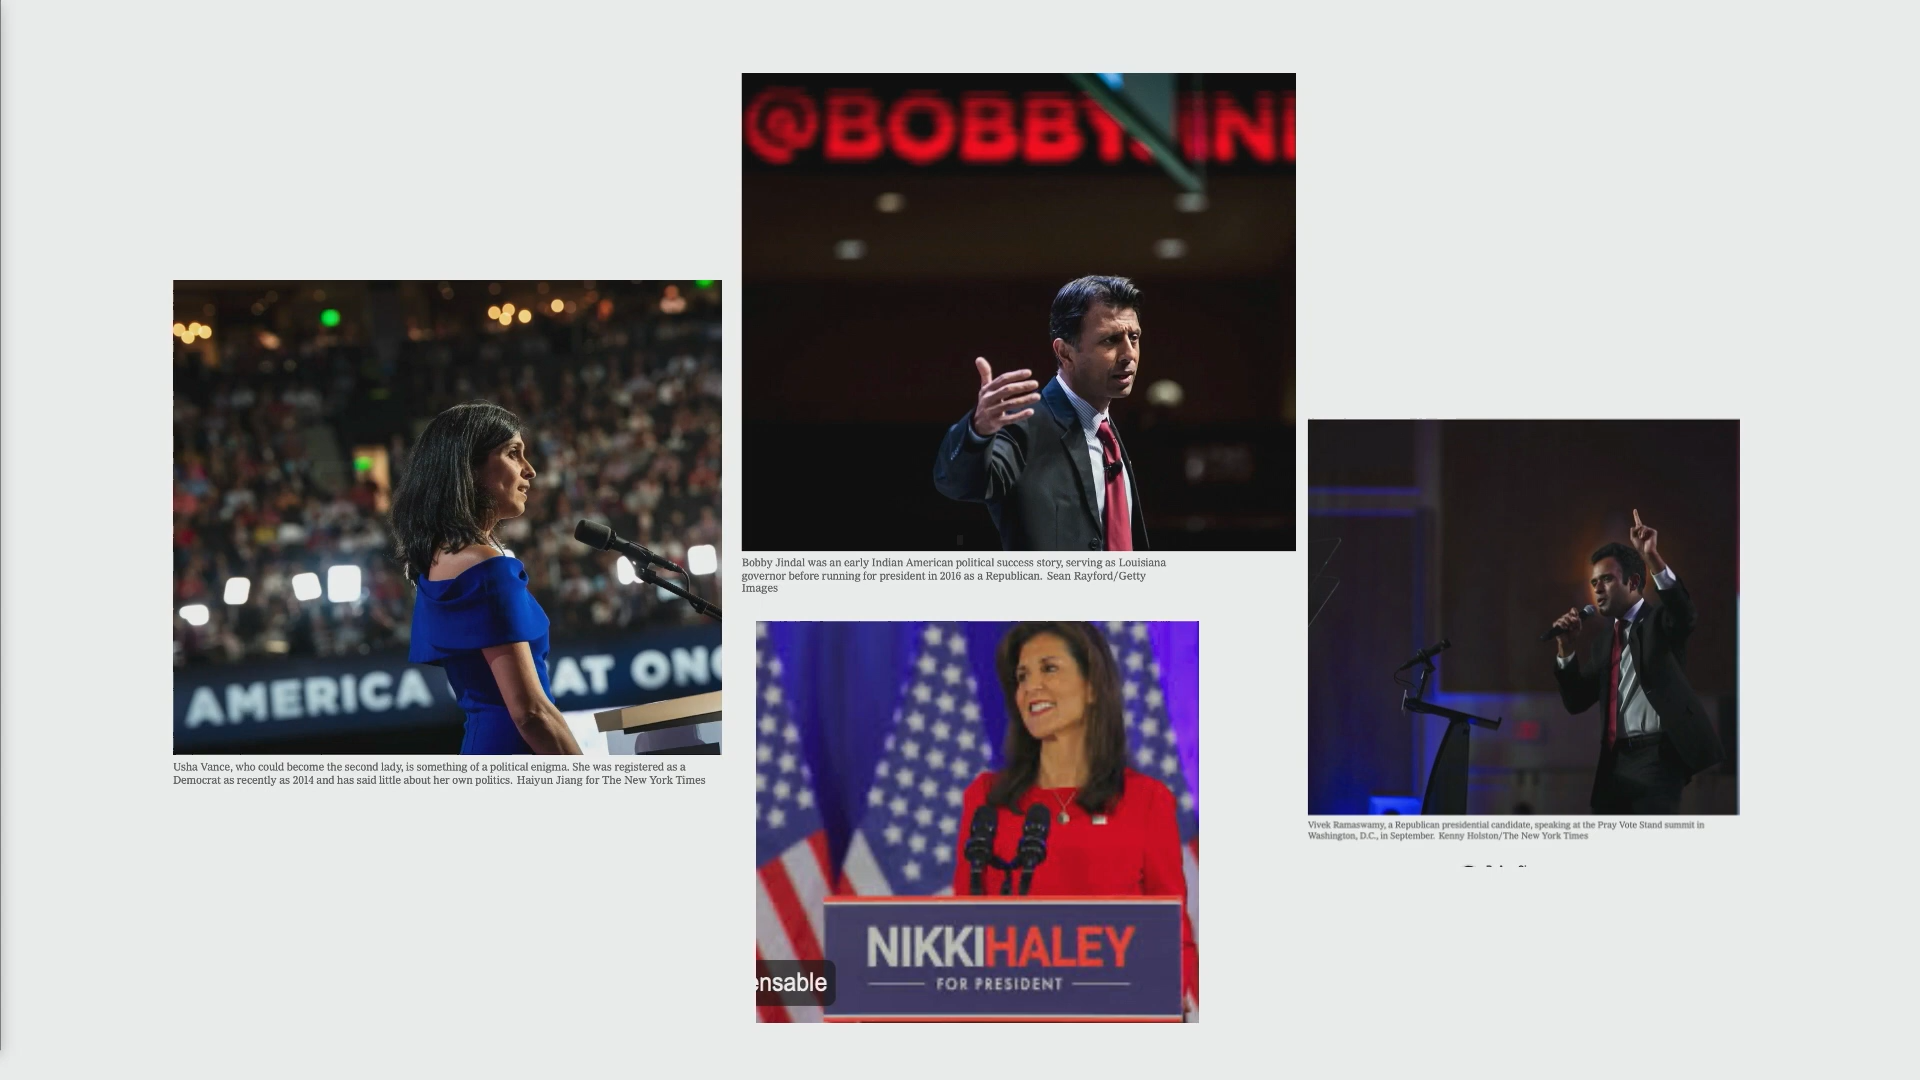 @BOBBY
Bobby Jindal was an early Indian American political success story, serving as Louisiana
governor before running for president in 2016 as a Republican. Sean Rayford/Getty
Images
AMERICA
AT ONC
Usha Vance, who could become the second lady, is something of a political enigma. She was registered as a
Democrat as recently as 2014 and has said little about her own politics. Haiyun Jiang for The New York Times
NIKKIHALEY
FOR PRESIDENT
ensable
Vivek Ramaswamy, a Republican presidential candidate, speaking at the Pray Vote Stand summit in
Washington, D.C., in September. Kenny Holston/The New York Times